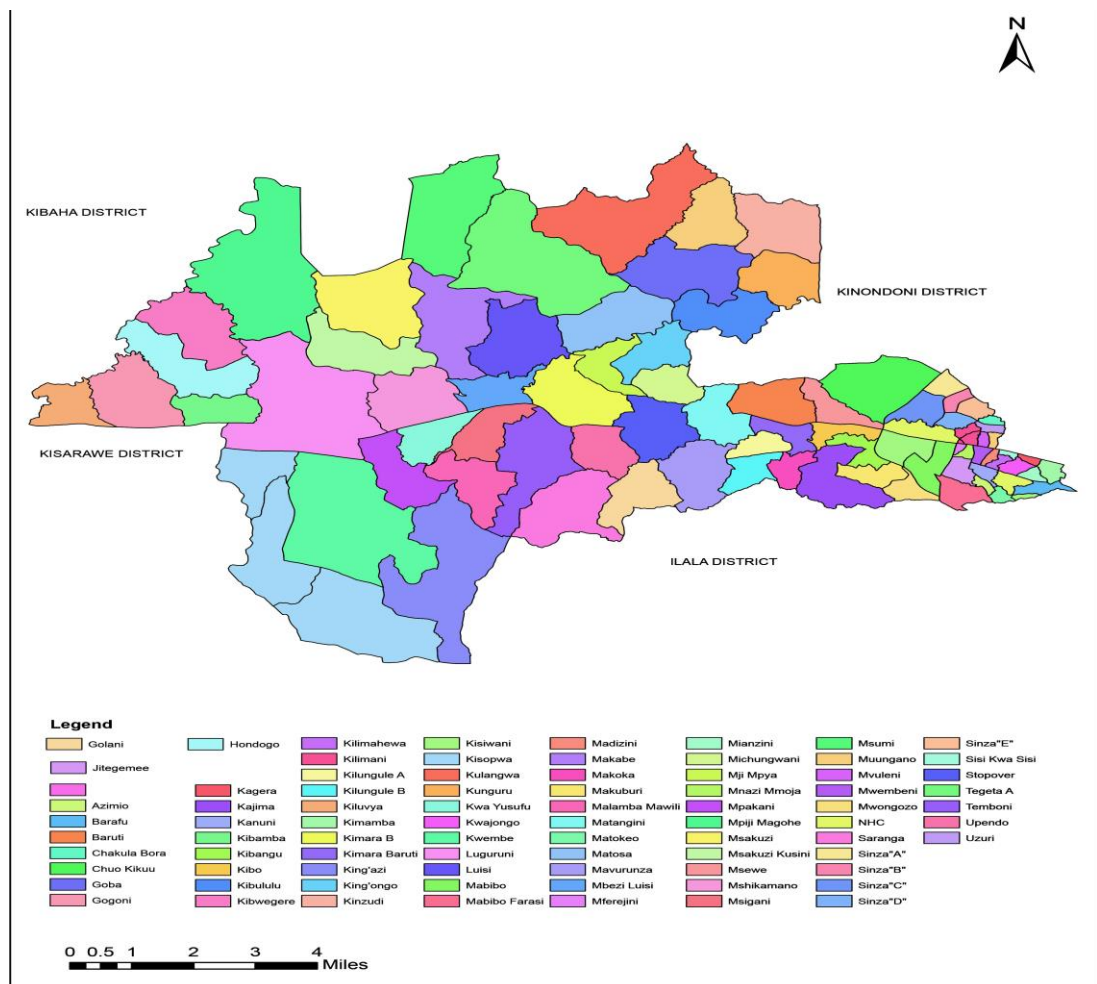 N
KIBAHA DISTRICT
KINONDONI DISTRICT
KISARAWE DISTRICT
ILALA DISTRICT
Legend
Golani
Jitegemee
Azimio
Barafu
Baruti
Chakula Bora
Chuo Kikuu
Goba
Gogoni
Hondogo
Kagera
Kajima
Kanuni
Kibamba
Kibangu
Kibo
Kibululu
Kibwegere
Kilimahewa
Kilimani
Kilungule A
Kilungule B
Kiluvya
Kimamba
Kimara B
Kimara Baruti
King'azi
King'ongo
Kinzudi
Kisiwani
Kisopwa
Kulangwa
Kunguru
Kwa Yusufu
Kwajongo
Kwembe
Luguruni
Luisi
Mabibo
Mabibo Farasi
Madizini
Makabe
Makoka
Makuburi
Malamba Mawili
Matangini
Matokeo
Matosa
Mavurunza
Mbezi Luisi
Mferejini
Mianzini
Michungwani
Mji Mpya
Mnazi Mmoja
Mpakani
Mpiji Magohe
Msakuzi
Msakuzi Kusini
Msewe
Mshikamano
Msigani
Msumi
Muungano
Mvuleni
Mwembeni
Mwongozo
NHC
Saranga
Sinza"A"
Sinza"B"
Sinza"C"
Sinza"D"
Sinza"E"
Sisi Kwa Sisi
Stopover
Tegeta A
Temboni
Upendo
Uzuri
0 0.5 1 2 3 4
Miles